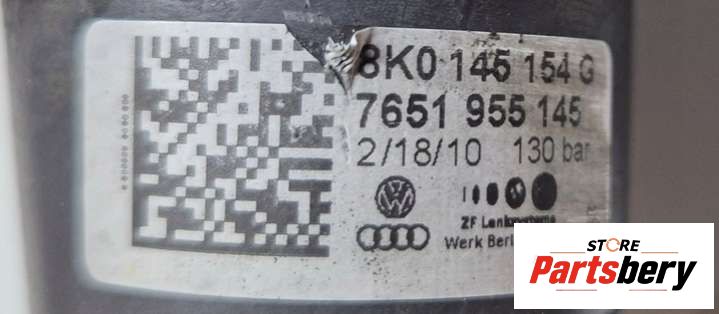 8K0 145 154 G
7651 955 145
2/18/10 130 bar
ZF Lenksysteme
Werk Berl
STORE
Partsbery